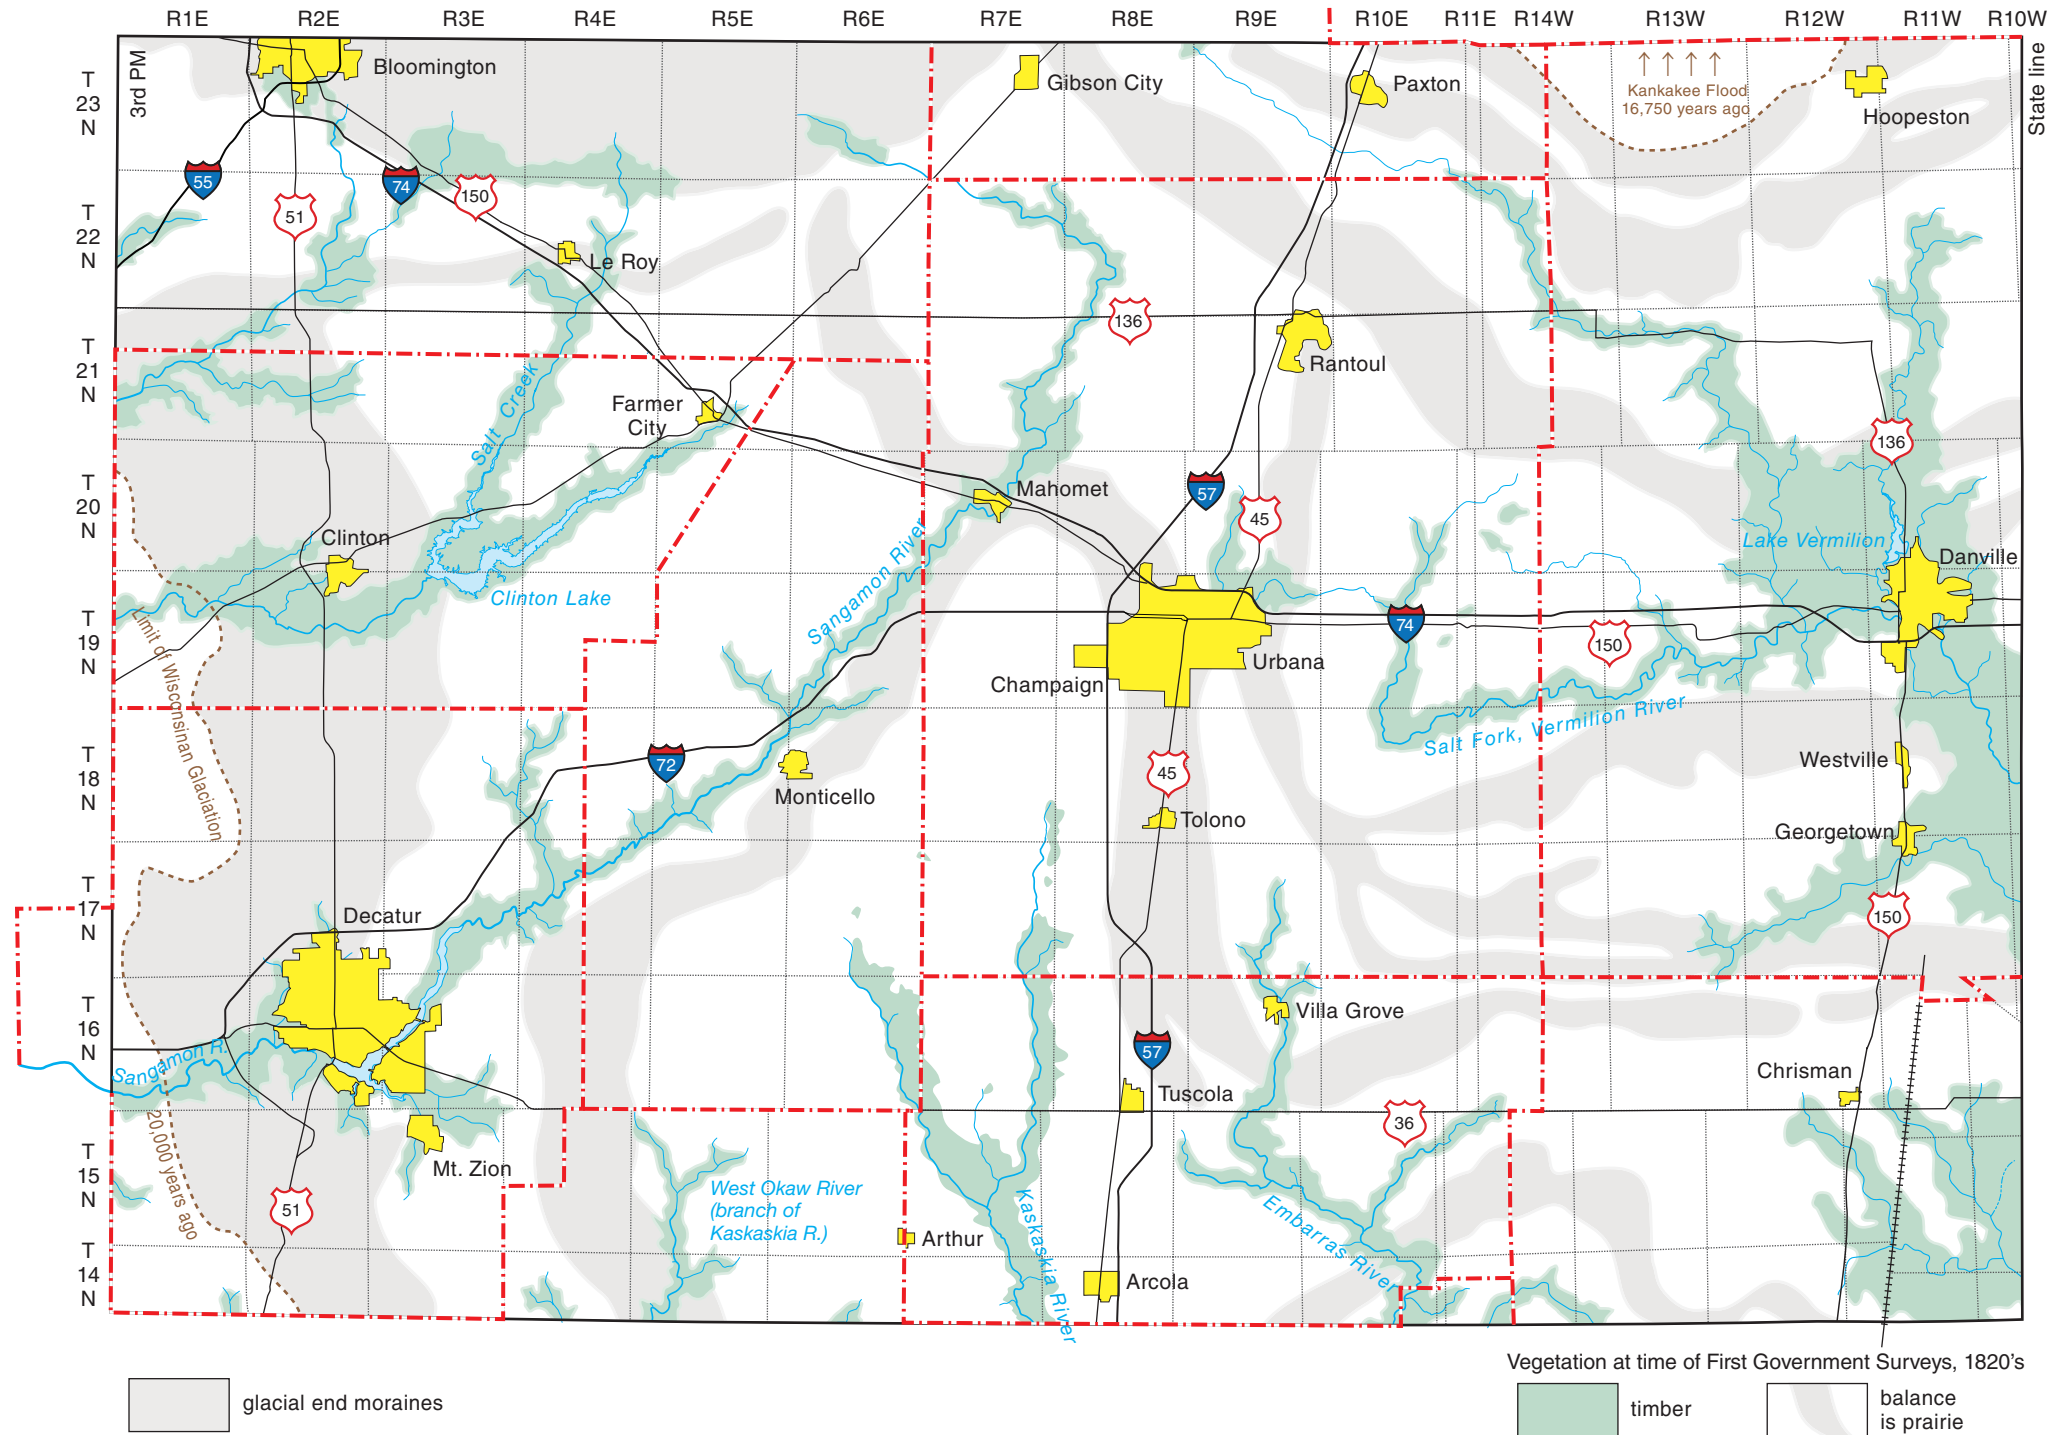 R1E R2E R3E R4E R5E R6E R7E R8E R9E R10E R11E R14W R13W R12W R11W R10W
T
23
N
T
22
N
T
21
N
T
20
N
T
19
N
T
18
N
T
17
N
T
16
N
T
15
N
T
14
N
3rd PM
State line
Bloomington
Gibson City
Paxton
Kankakee Flood
16,750 years ago
Hoopeston
55
74
150
51
Le Roy
136
Rantoul
Farmer
City
Salt Creek
136
Mahomet
57
45
Clinton
Clinton Lake
Sangamon River
Lake Vermilion
Danville
Limit of Wisconsinan Glaciation
74
150
Urbana
Champaign
Salt Fork, Vermilion River
72
Monticello
45
Tolono
Westville
Georgetown
Decatur
150
Villa Grove
Sangamon R.
57
Chrisman
Tuscola
36
20,000 years ago
Mt. Zion
51
West Okaw River
(branch of
Kaskaskia R.)
Arthur
Kaskaskia River
Embarras River
Arcola
Vegetation at time of First Government Surveys, 1820's
glacial end moraines
timber
balance
is prairie